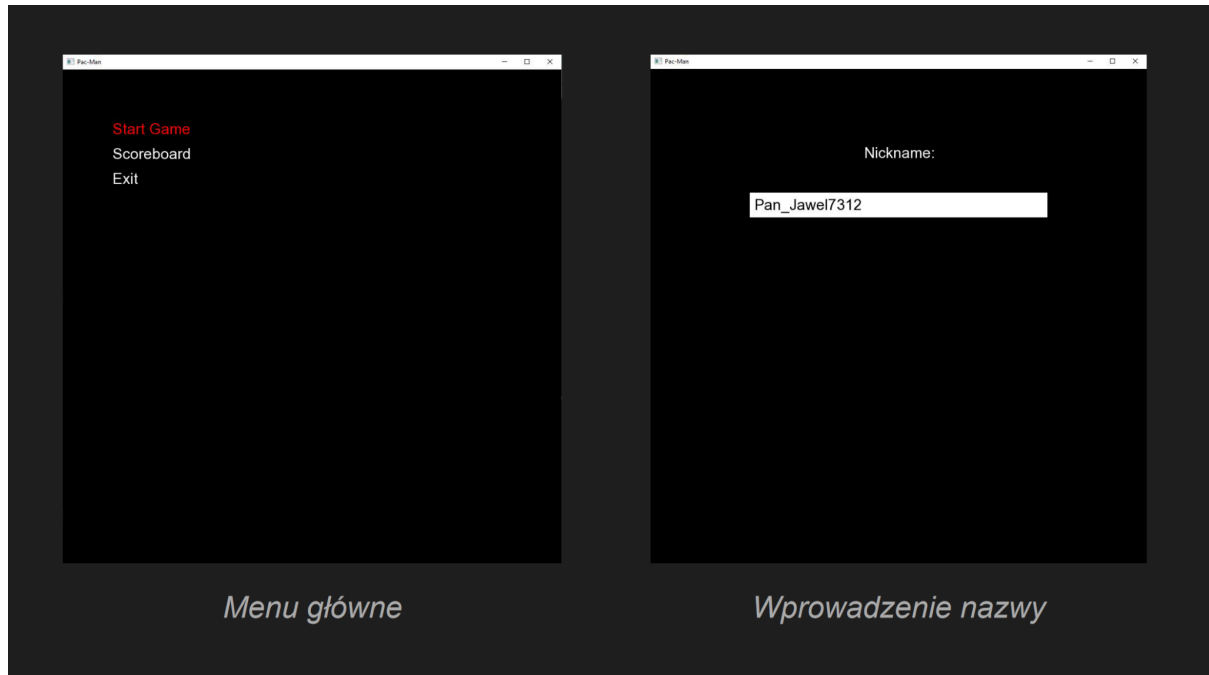 Pac-Man
Start Game
Scoreboard
Exit
Menu główne
Pac-Man
Nickname:
Pan_Jawel7312
Wprowadzenie nazwy